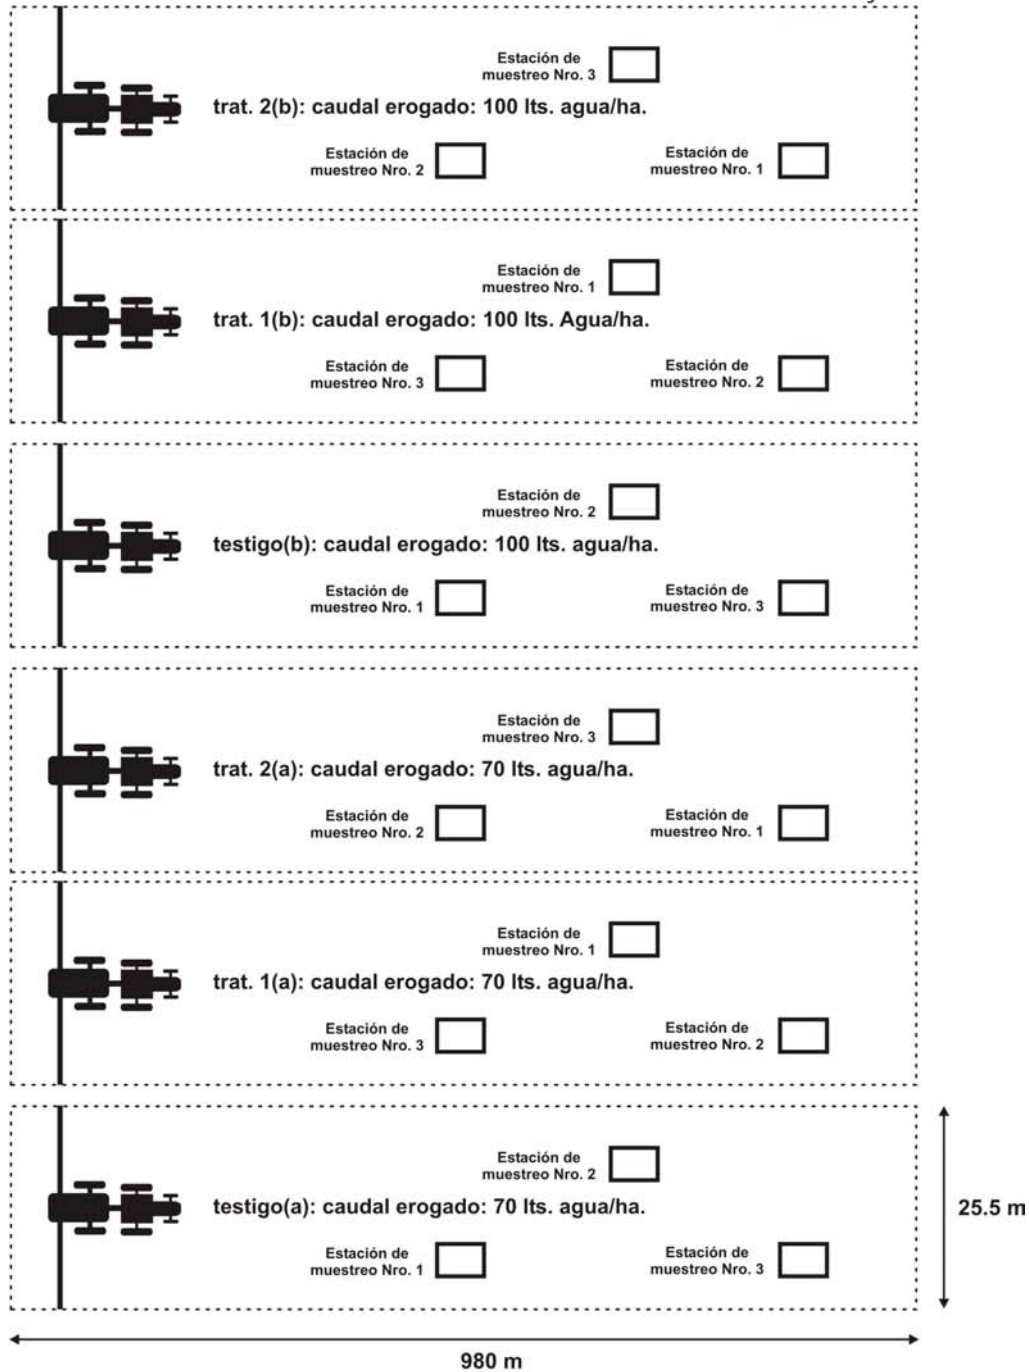 Estación de
muestreo Nro. 3
trat. 2(b): caudal erogado: 100 lts. agua/ha.
Estación de
muestreo Nro. 2
Estación de
muestreo Nro. 1
Estación de
muestreo Nro. 1
trat. 1(b): caudal erogado: 100 lts. Agua/ha.
Estación de
muestreo Nro. 3
Estación de
muestreo Nro. 2
Estación de
muestreo Nro. 2
testigo(b): caudal erogado: 100 lts. agua/ha.
Estación de
muestreo Nro. 1
Estación de
muestreo Nro. 3
Estación de
muestreo Nro. 3
trat. 2(a): caudal erogado: 70 lts. agua/ha.
Estación de
muestreo Nro. 2
Estación de
muestreo Nro. 1
Estación de
muestreo Nro. 1
trat. 1(a): caudal erogado: 70 lts. agua/ha.
Estación de
muestreo Nro. 3
Estación de
muestreo Nro. 2
Estación de
muestreo Nro. 2
testigo(a): caudal erogado: 70 lts. agua/ha.
25.5 m
Estación de
muestreo Nro. 1
Estación de
muestreo Nro. 3
980 m